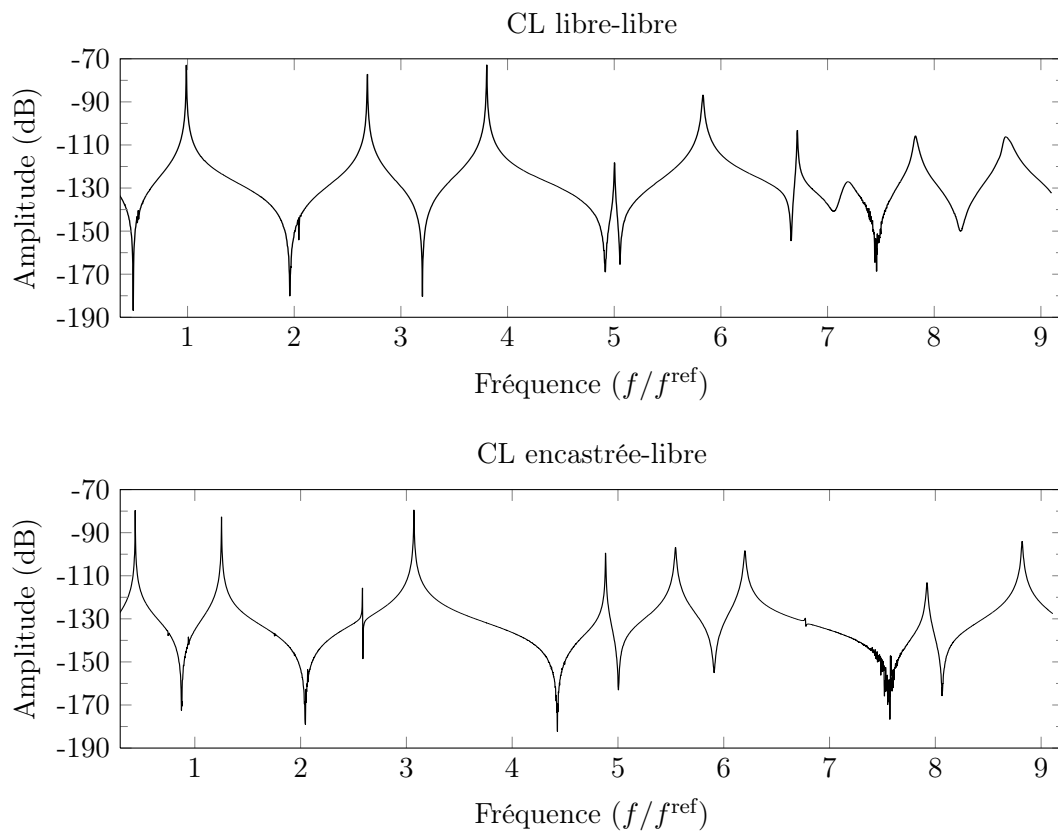 CL libre-libre
-70
-90
-110
-130
-150
-170
-190
Amplitude (dB)
1 2 3 4 5 6 7 8 9
Fréquence (f/f^ref)
CL encastrée-libre
-70
-90
-110
-130
-150
-170
-190
Amplitude (dB)
1 2 3 4 5 6 7 8 9
Fréquence (f/f^ref)